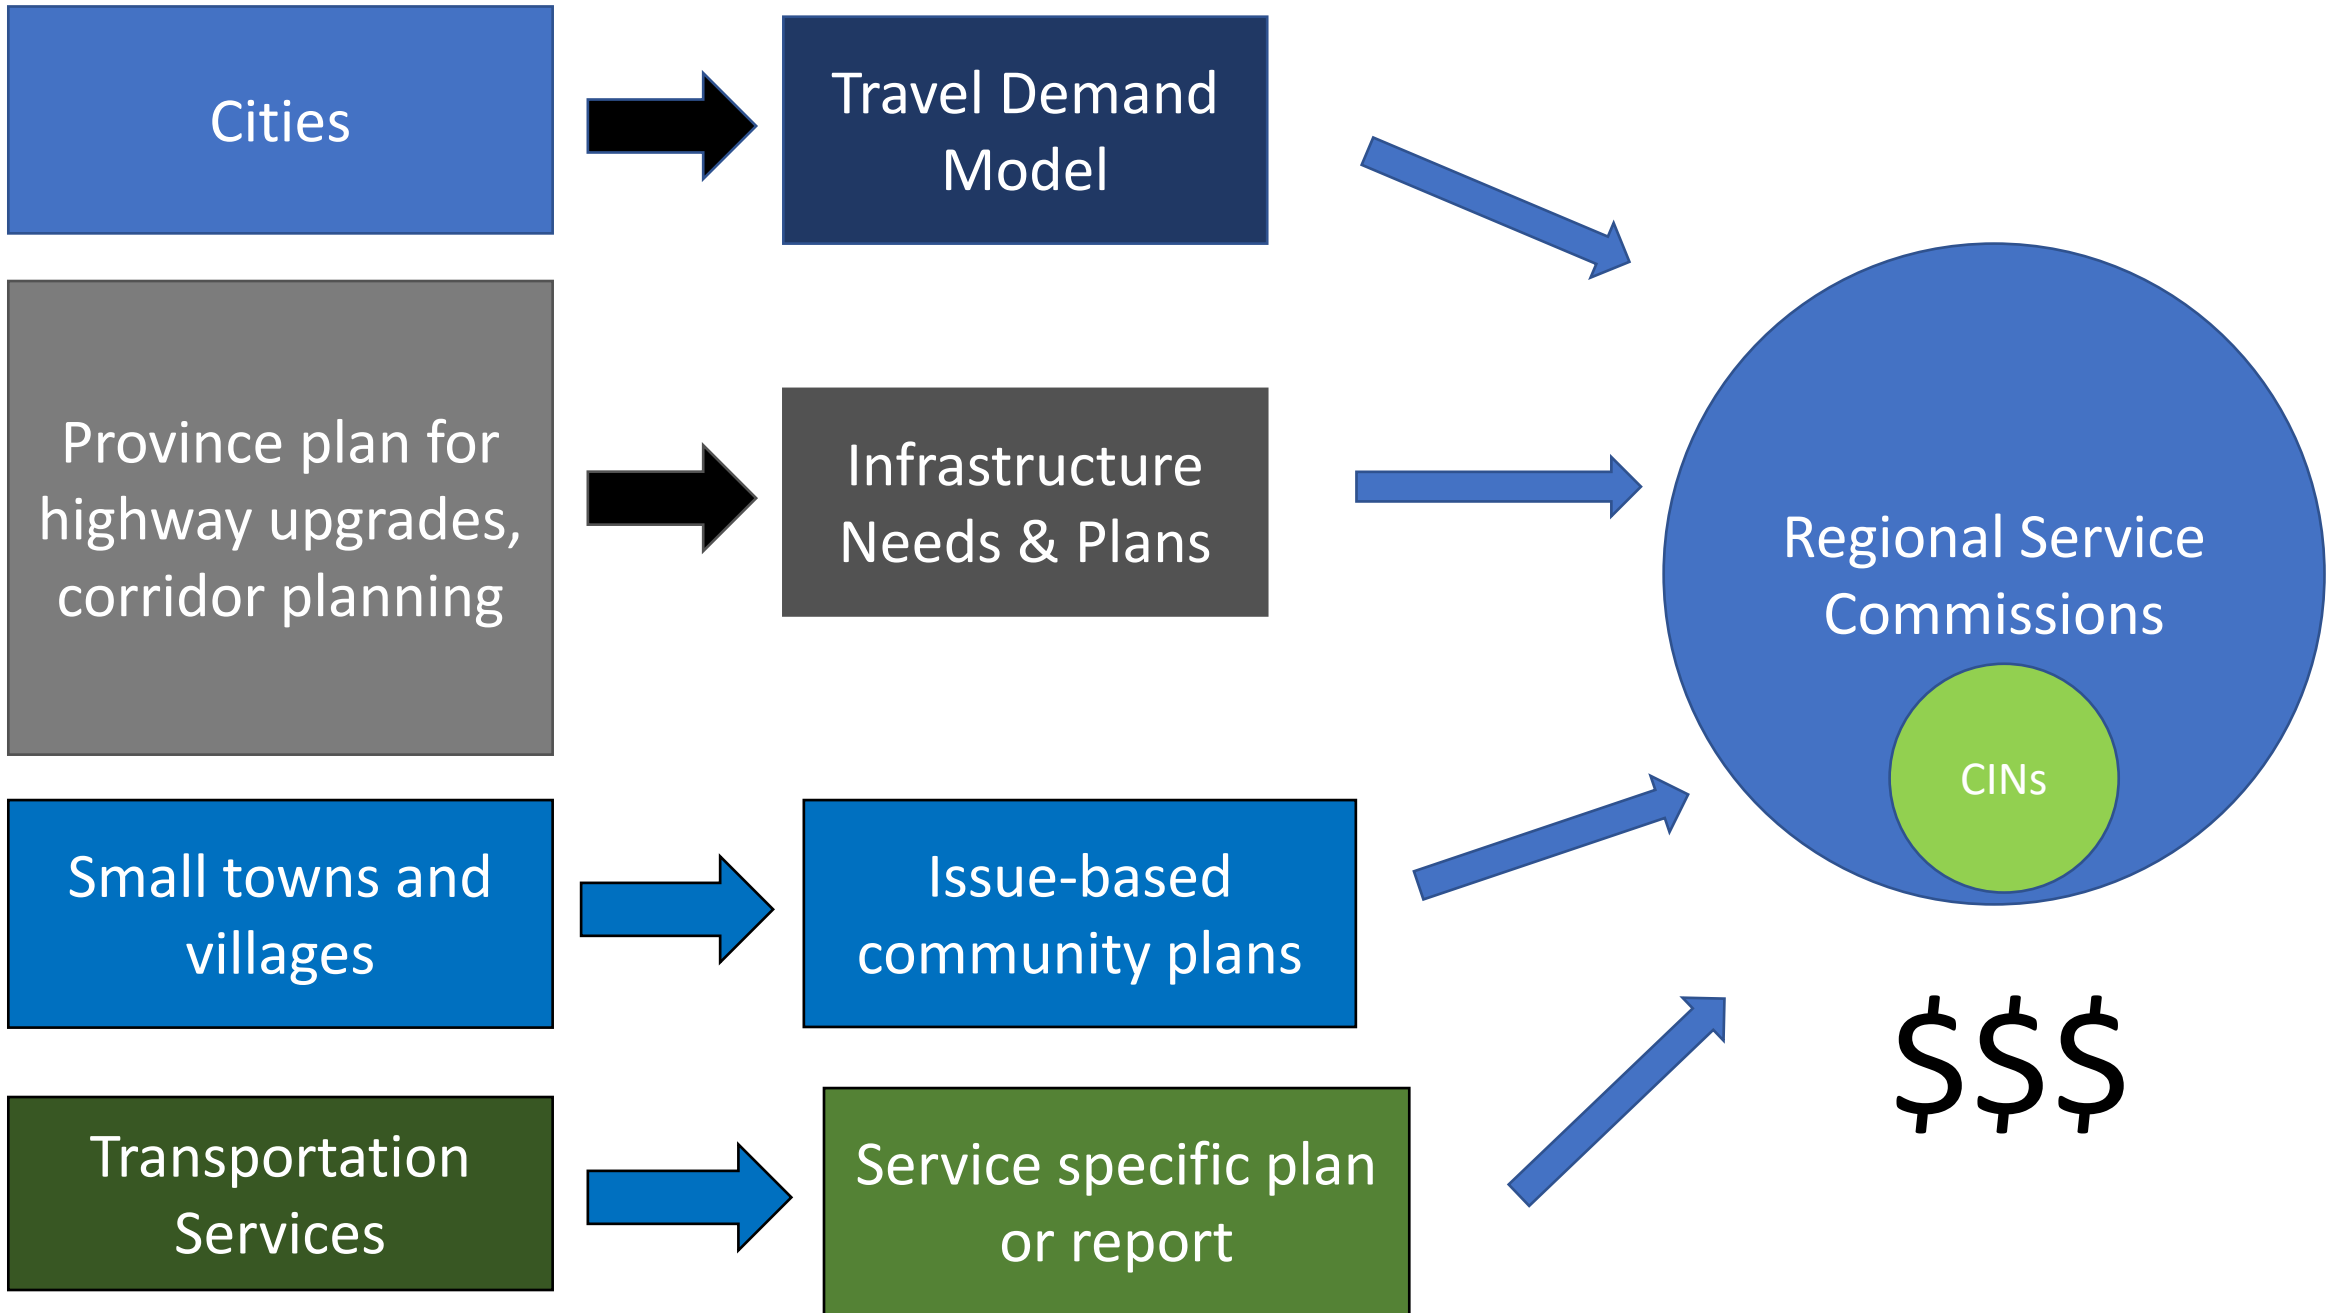 Cities
Travel Demand
Model
Province plan for
highway upgrades,
corridor planning
Infrastructure
Needs & Plans
Regional Service
Commissions
CINs
Small towns and
villages
Issue-based
community plans
$$$
Transportation
Services
Service specific plan
or report